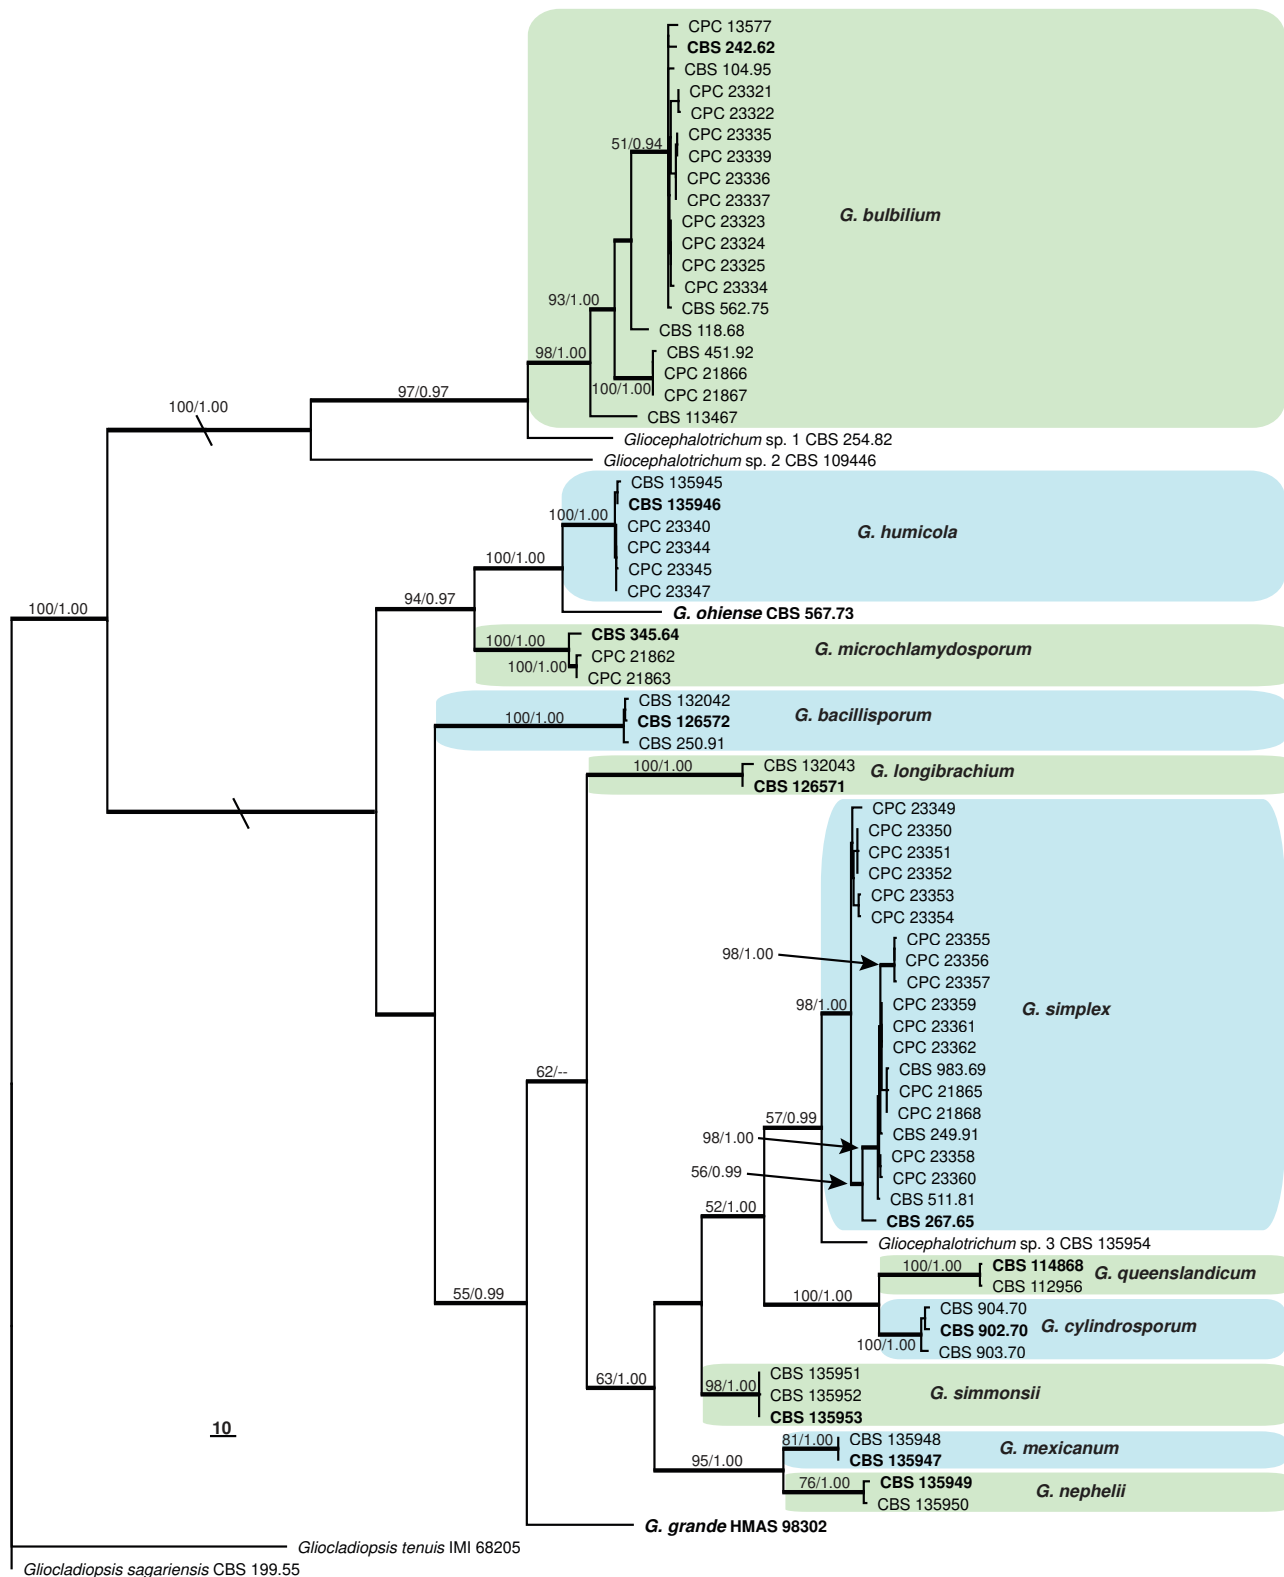 CPC 13577
CBS 242.62
CBS 104.95
CPC 23321
CPC 23322
CPC 23335
51/0.94
CPC 23339
CPC 23336
CPC 23337
G. bulbilium
CPC 23323
CPC 23324
CPC 23325
CPC 23334
93/1.00
CBS 562.75
CBS 118.68
98/1.00
CBS 451.92
CPC 21866
100/1.00
97/0.97
CPC 21867
100/1.00
CBS 113467
Gliocephalotrichum sp. 1 CBS 254.82
Gliocephalotrichum sp. 2 CBS 109446
CBS 135945
CBS 135946
100/1.00
CPC 23340
G. humicola
CPC 23344
100/1.00
CPC 23345
CPC 23347
94/0.97
100/1.00
G. ohiense CBS 567.73
CBS 345.64
100/1.00
CPC 21862
G. microchlamydosporum
100/1.00
CPC 21863
CBS 132042
100/1.00
CBS 126572
G. bacillisporum
CBS 250.91
100/1.00
CBS 132043
G. longibrachium
CBS 126571
CPC 23349
CPC 23350
CPC 23351
CPC 23352
CPC 23353
CPC 23354
CPC 23355
98/1.00
CPC 23356
CPC 23357
98/1.00
CPC 23359
G. simplex
CPC 23361
CPC 23362
62/--
CBS 983.69
CPC 21865
CPC 21868
57/0.99
98/1.00
CBS 249.91
CPC 23358
56/0.99
CPC 23360
CBS 511.81
52/1.00
CBS 267.65
Gliocephalotrichum sp. 3 CBS 135954
100/1.00
CBS 114868
G. queenslandicum
CBS 112956
55/0.99
100/1.00
CBS 904.70
CBS 902.70
G. cylindrosporum
100/1.00
CBS 903.70
CBS 135951
63/1.00
98/1.00
CBS 135952
G. simmonsii
CBS 135953
10
81/1.00
CBS 135948
G. mexicanum
95/1.00
CBS 135947
76/1.00
CBS 135949
G. nephelii
CBS 135950
G. grande HMAS 98302
Gliocladiopsis tenuis IMI 68205
Gliocladiopsis sagariensis CBS 199.55